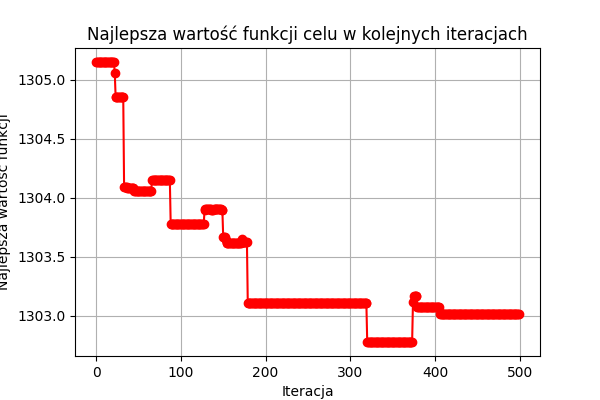 Najlepsza wartość funkcji celu w kolejnych iteracjach
1305.0
1304.5
1304.0
1303.5
1303.0
Najlepsza wartość funkcji
0 100 200 300 400 500
Iteracja